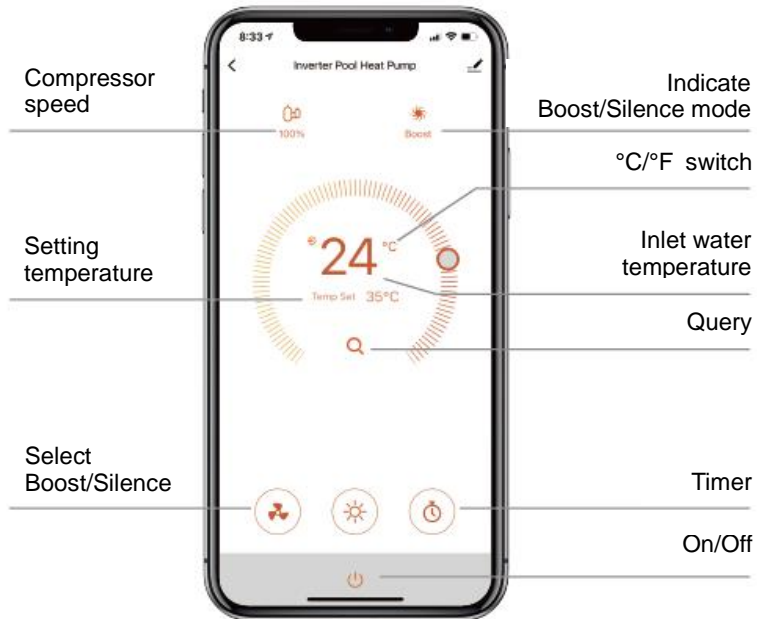 8:33
Inverter Pool Heat Pump
Compressor
speed
Indicate
Boost/Silence mode
100%
Boost
°C/°F switch
Setting
temperature
24 °C
Inlet water
temperature
Temp Set 35°C
Query
Select
Boost/Silence
Timer
On/Off